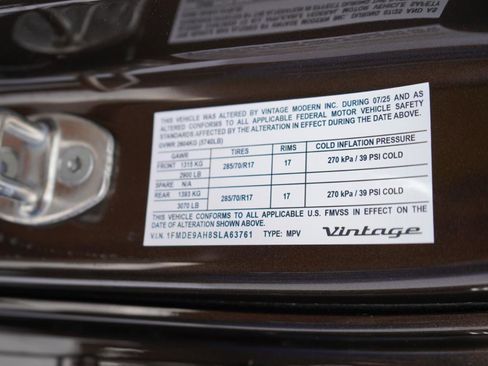 THIS VEHICLE WAS ALTERED BY VINTAGE MODERN INC. DURING 07/25 AND AS
ALTERED CONFORMS TO ALL APPLICABLE FEDERAL MOTOR VEHICLE SAFETY
STANDARDS AFFECTED BY THE ALTERATION IN EFFECT DURING THE DATE ABOVE.
GVWR 2604KG (5740LB)
GAWR TIRES RIMS COLD INFLATION PRESSURE
FRONT 1315 KG 285/70/R17 17 270 kPa / 39 PSI COLD
2900 LB
SPARE N/A
REAR 1393 KG 285/70/R17 17 270 kPa / 39 PSI COLD
3070 LB
THIS VEHICLE CONFORMS TO ALL APPLICABLE U.S. FMVSS IN EFFECT ON THE
DATE OF ALTERATION SHOWN ABOVE.
V.I.N. 1FMDE9AH8SLA63761 TYPE: MPV Vintage